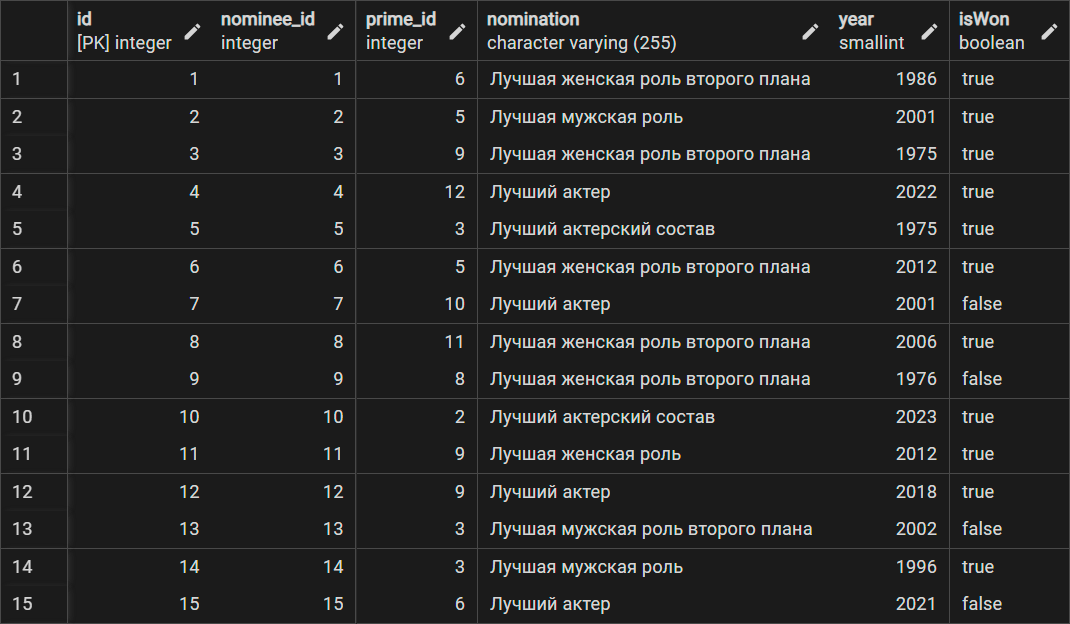 id nominee_id prime_id nomination year isWon
[PK] integer integer integer character varying (255) smallint boolean
1 1 1 6 Лучшая женская роль второго плана 1986 true
2 2 2 5 Лучшая мужская роль 2001 true
3 3 3 9 Лучшая женская роль второго плана 1975 true
4 4 4 12 Лучший актер 2022 true
5 5 5 3 Лучший актерский состав 1975 true
6 6 6 5 Лучшая женская роль второго плана 2012 true
7 7 7 10 Лучший актер 2001 false
8 8 8 11 Лучшая женская роль второго плана 2006 true
9 9 9 8 Лучшая женская роль второго плана 1976 false
10 10 10 2 Лучший актерский состав 2023 true
11 11 11 9 Лучшая женская роль 2012 true
12 12 12 9 Лучший актер 2018 true
13 13 13 3 Лучшая мужская роль второго плана 2002 false
14 14 14 3 Лучшая мужская роль 1996 true
15 15 15 6 Лучший актер 2021 false